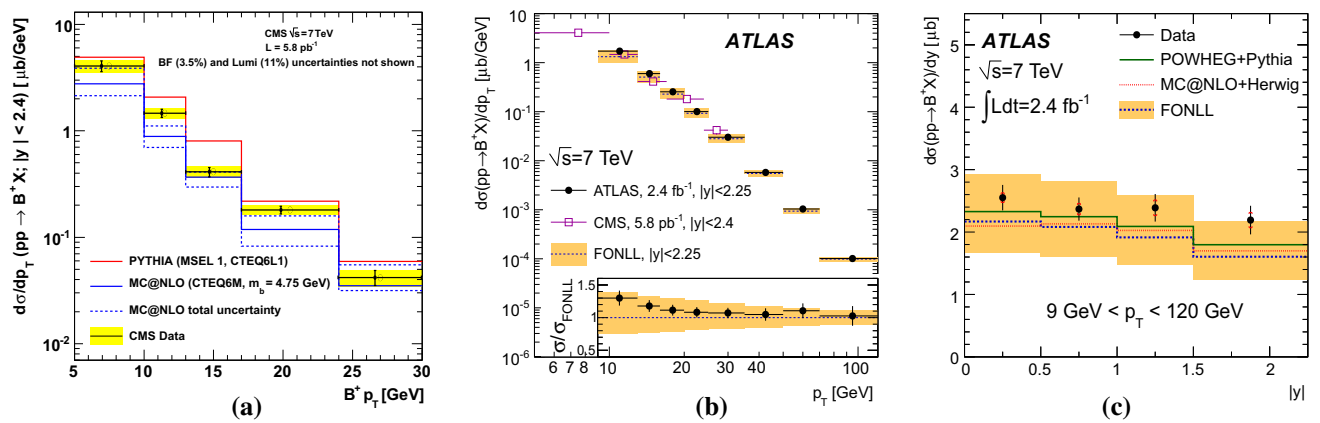 dσ/dp_T (pp → B⁺X; |y| < 2.4) [ μb/GeV]
10
1
10⁻¹
10⁻²
CMS √s=7 TeV
L = 5.8 pb⁻¹
BF (3.5%) and Lumi (11%) uncertainties not shown
PYTHIA (MSEL 1, CTEQ6L1)
MC@NLO (CTEQ6M, m_b = 4.75 GeV)
MC@NLO total uncertainty
CMS Data
5 10 15 20 25 30
B⁺ p_T [GeV]
(a)
dσ(pp→B⁺X)/dp_T [μb/GeV]
10
1
10⁻¹
10⁻²
10⁻³
10⁻⁴
10⁻⁵
10⁻⁶
ATLAS
√s=7 TeV
ATLAS, 2.4 fb⁻¹, |y|<2.25
CMS, 5.8 pb⁻¹, |y|<2.4
FONLL, |y|<2.25
σ/σ_FONLL
1.5
1
0.5
6 7 8 10 20 30 40 100
p_T [GeV]
(b)
dσ(pp→B⁺X)/dy [μb]
5
4
3
2
1
0
ATLAS
√s=7 TeV
∫Ldt=2.4 fb⁻¹
Data
POWHEG+Pythia
MC@NLO+Herwig
FONLL
9 GeV < p_T < 120 GeV
0 0.5 1 1.5 2
|y|
(c)